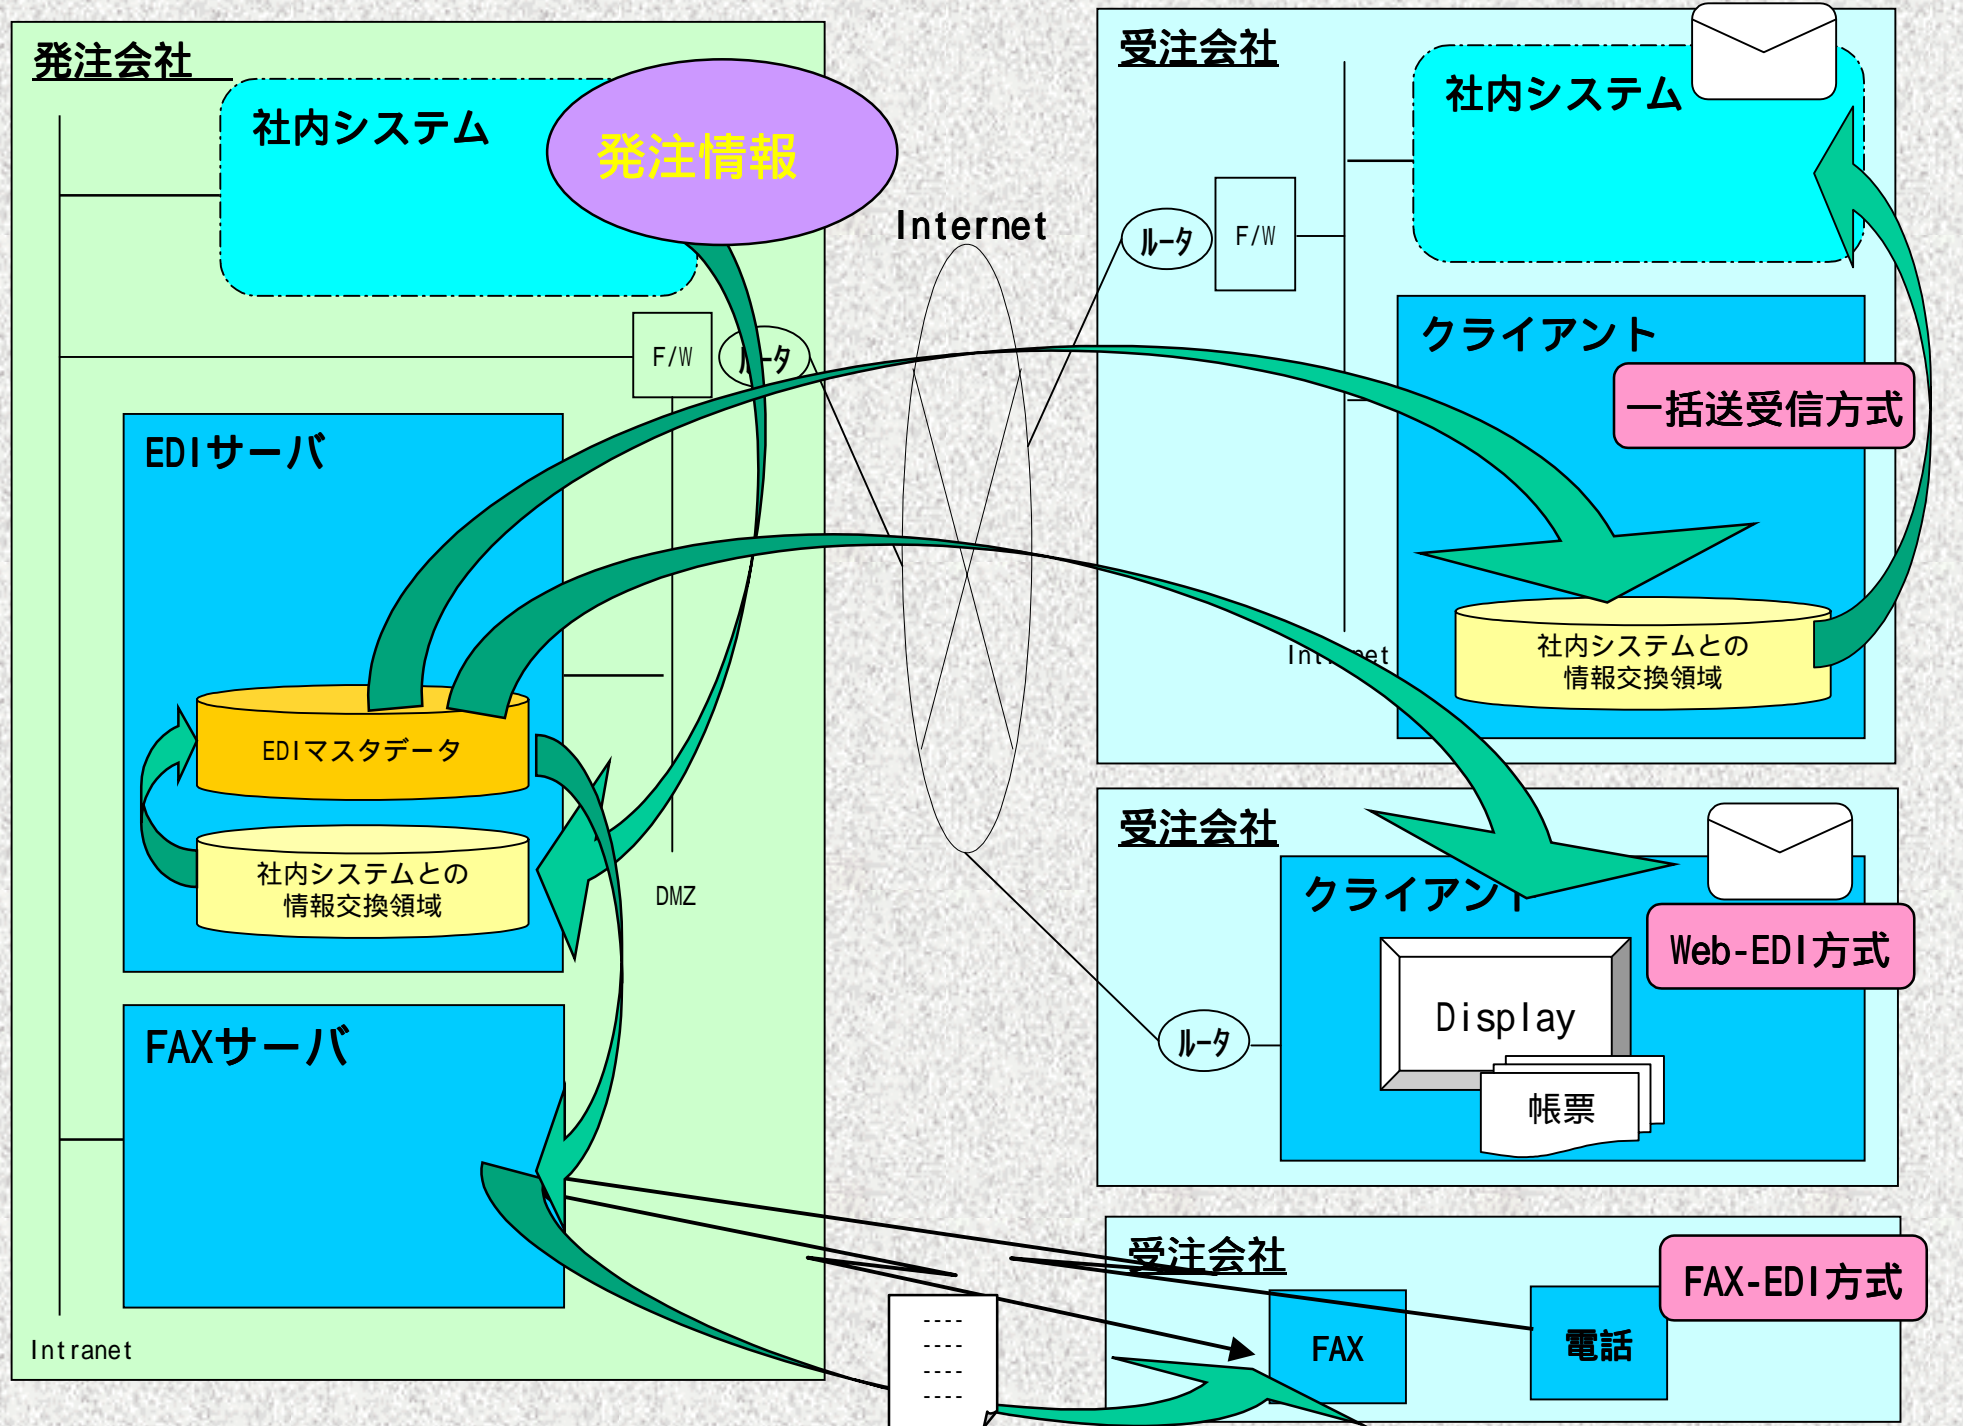 発注会社
社内システム
発注情報
F/W
ルータ
EDIサーバ
EDIマスタデータ
社内システムとの
情報交換領域
DMZ
FAXサーバ
Intranet
Internet
----
----
----
----
受注会社
社内システム
ルータ
F/W
クライアント
一括送受信方式
社内システムとの
情報交換領域
Intranet
受注会社
クライアント
Web-EDI方式
Display
帳票
ルータ
受注会社
FAX-EDI方式
FAX
電話